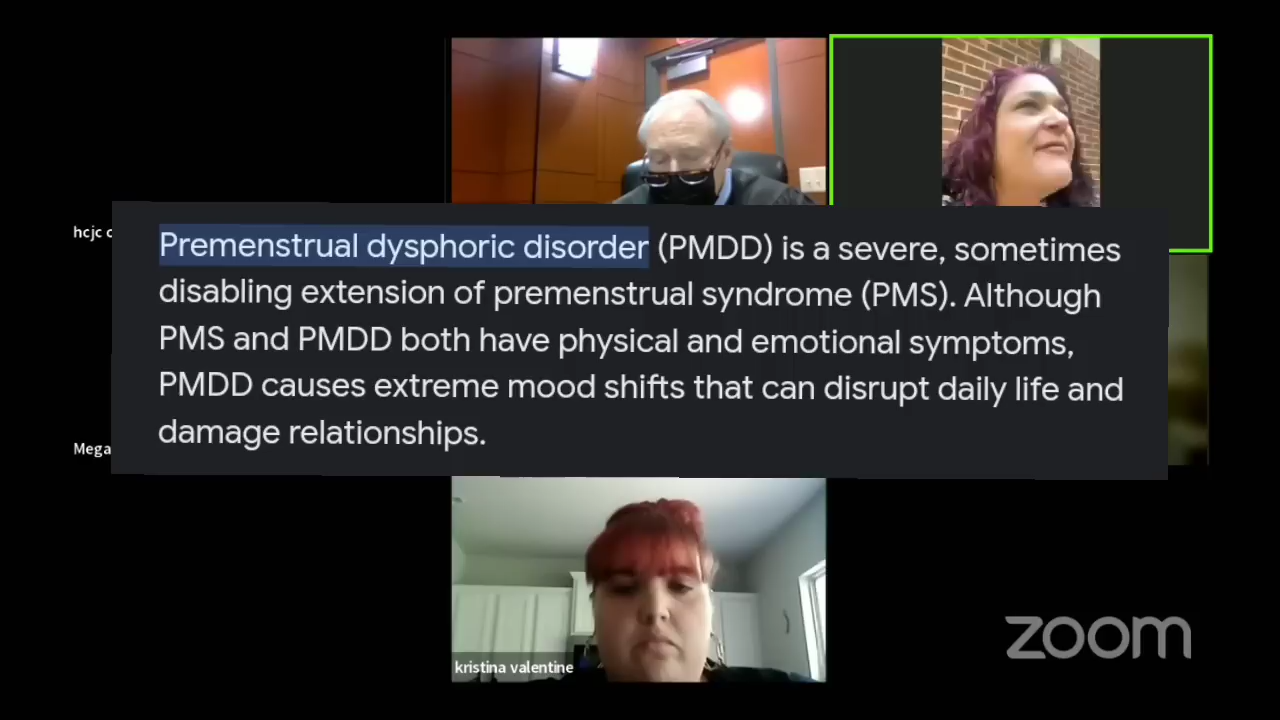 hcjc
Premenstrual dysphoric disorder (PMDD) is a severe, sometimes
disabling extension of premenstrual syndrome (PMS). Although
PMS and PMDD both have physical and emotional symptoms,
PMDD causes extreme mood shifts that can disrupt daily life and
damage relationships.
Mega
kristina valentine
zoom